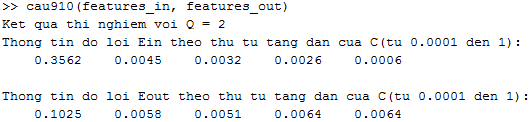 >> cau910(features_in, features_out)
Ket qua thi nghiem voi Q = 2
Thong tin do loi Ein theo thu tu tang dan cua C(tu 0.0001 den 1):
0.3562 0.0045 0.0032 0.0026 0.0006
Thong tin do loi Eout theo thu tu tang dan cua C(tu 0.0001 den 1):
0.1025 0.0058 0.0051 0.0064 0.0064